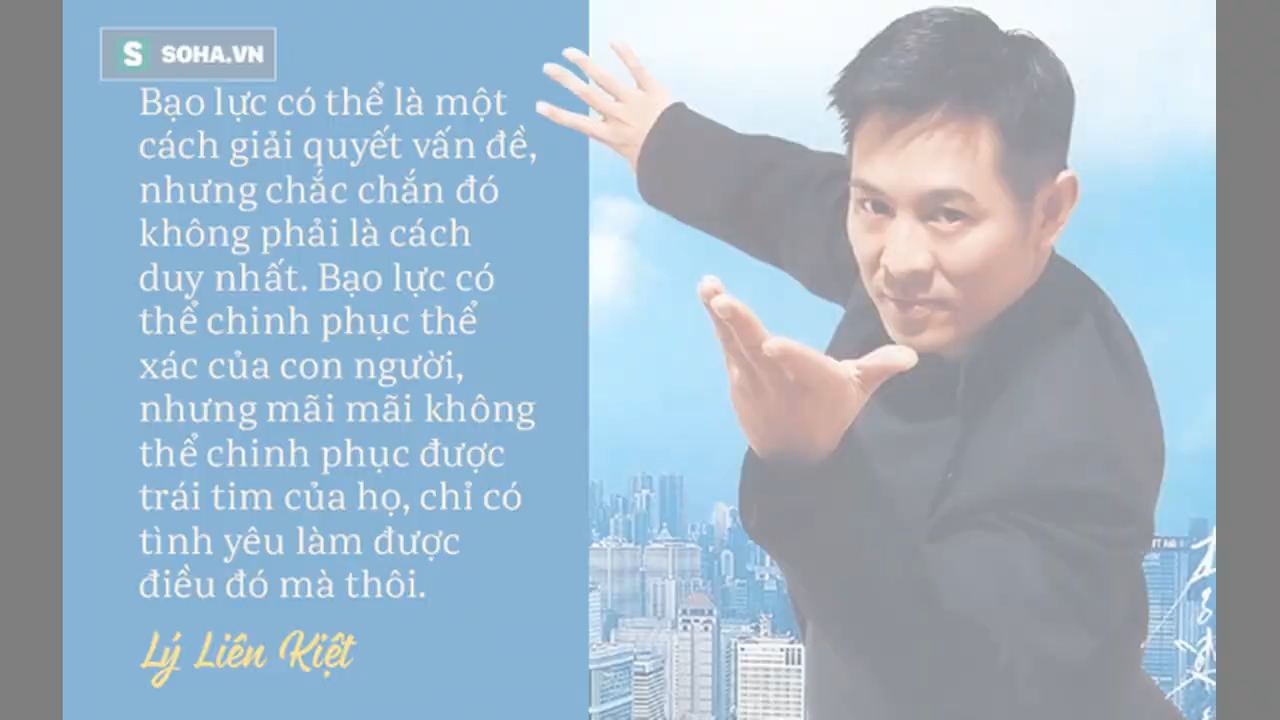 S SOHA.VN
Bạo lực có thể là một
cách giải quyết vấn đề,
nhưng chắc chắn đó
không phải là cách
duy nhất. Bạo lực có
thể chinh phục thể
xác của con người,
nhưng mãi mãi không
thể chinh phục được
trái tim của họ, chỉ có
tình yêu làm được
điều đó mà thôi.
Lý Liên Kiệt